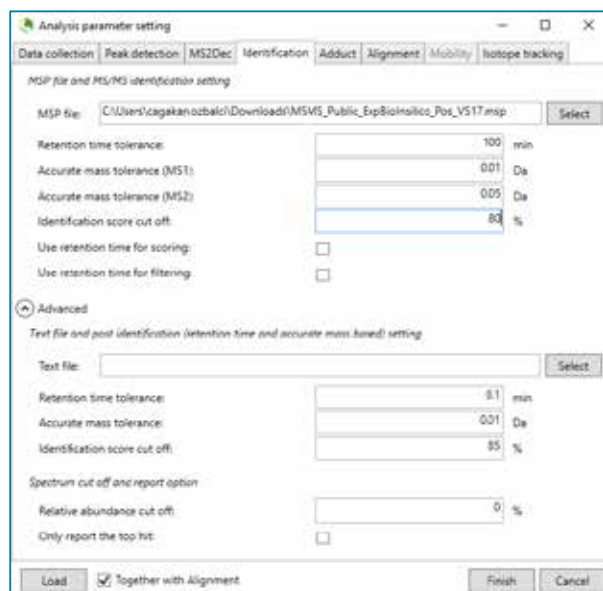 Analysis parameter setting
Data collection Peak detection MS2Dec Identification Adduct Alignment Mobility Isotope tracking
MSP file and MS/MS identification setting
MSP file: C:\Users\cagakanozbalci\Downloads\MSMS_Public_ExpBioInsilico_Pos_VS17.msp Select
Retention time tolerance: 100 min
Accurate mass tolerance (MS1): 0.01 Da
Accurate mass tolerance (MS2): 0.05 Da
Identification score cut off: 80 %
Use retention time for scoring:
Use retention time for filtering:
Advanced
Text file and post identification (retention time and accurate mass based) setting
Text file: Select
Retention time tolerance: 0.1 min
Accurate mass tolerance: 0.01 Da
Identification score cut off: 85 %
Spectrum cut off and report option
Relative abundance cut off: 0 %
Only report the top hit:
Load Together with Alignment Finish Cancel